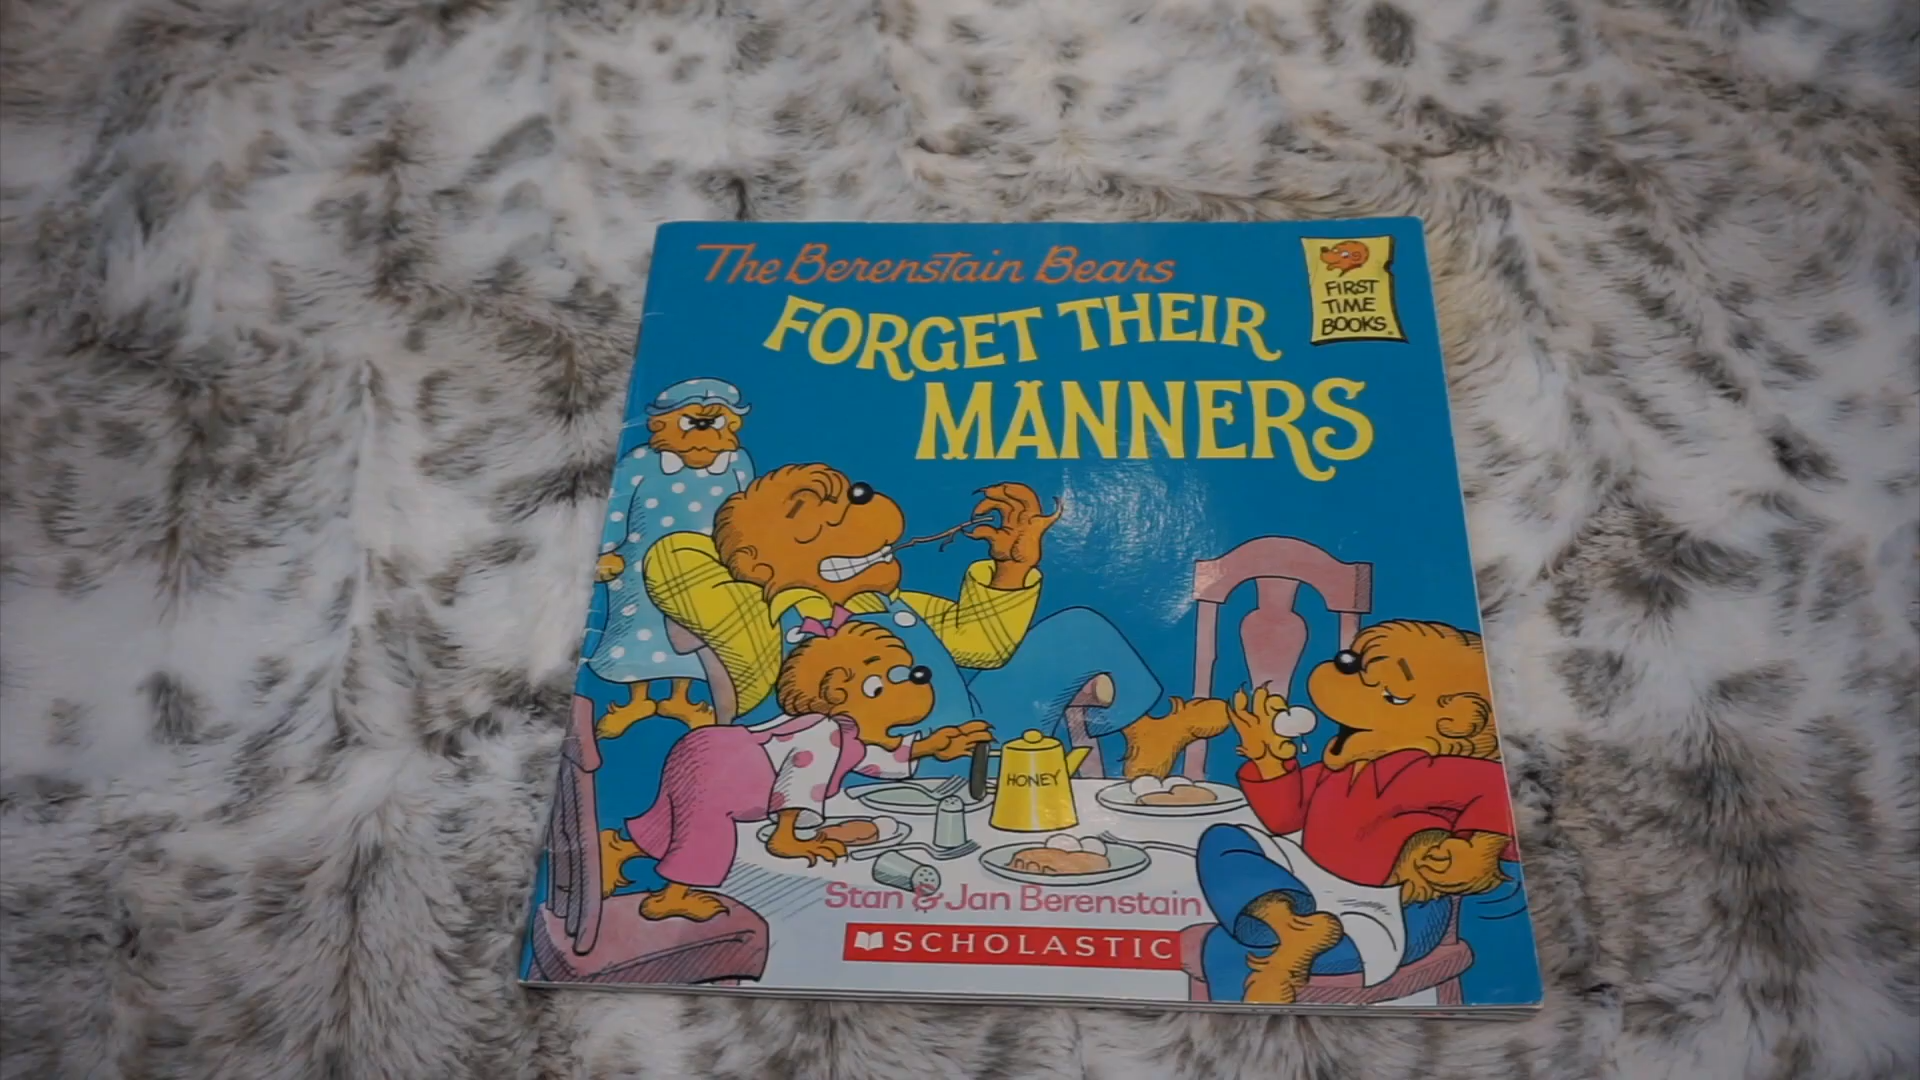 The Berenstain Bears
FORGET THEIR
MANNERS
FIRST
TIME
BOOKS
HONEY
Stan & Jan Berenstain
SCHOLASTIC